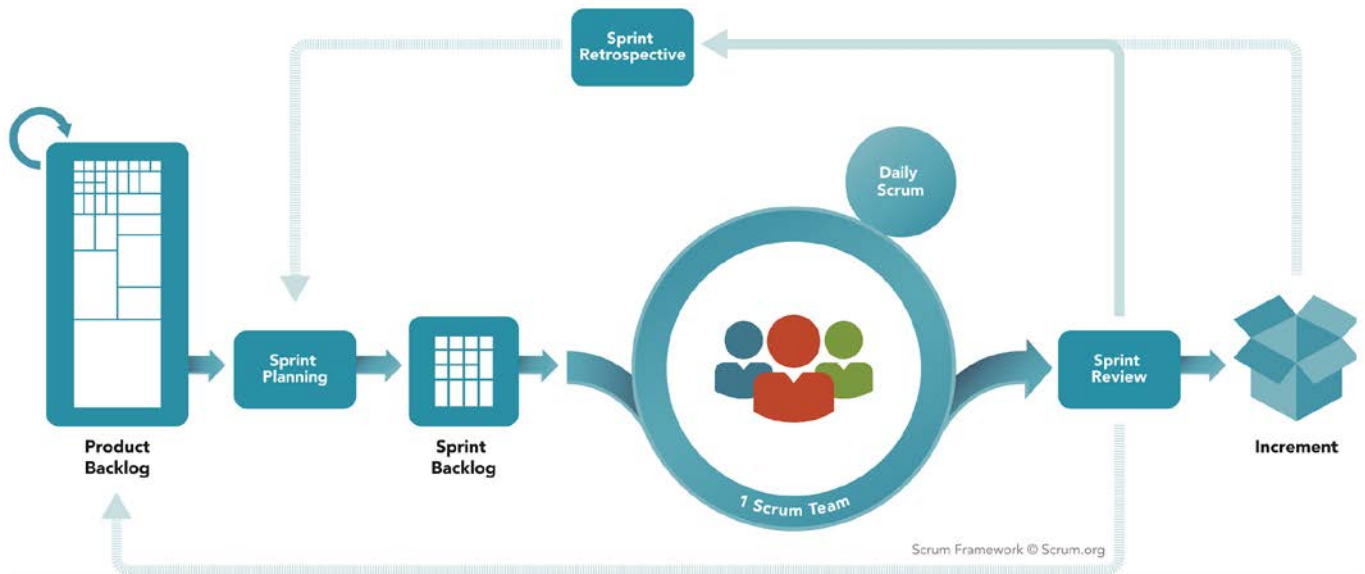 Sprint
Retrospective
Daily
Scrum
Sprint
Planning
Sprint
Review
Product
Backlog
Sprint
Backlog
Increment
1 Scrum Team
Scrum Framework © Scrum.org